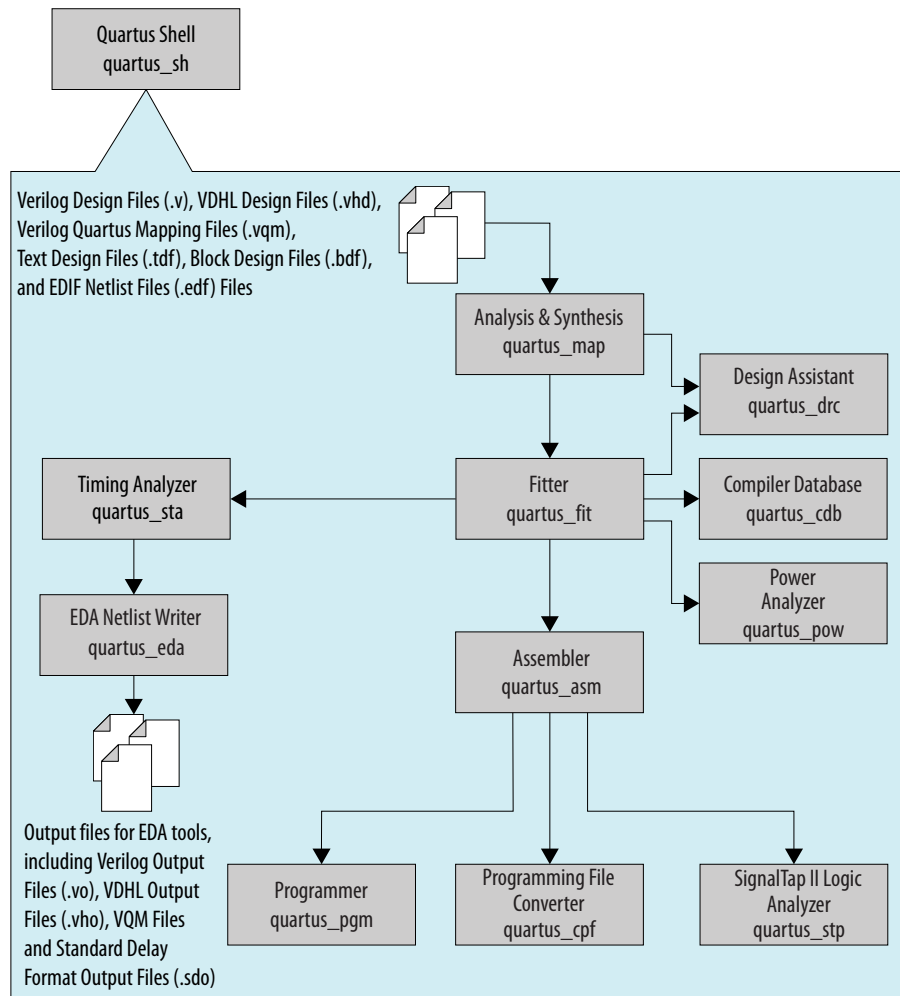 Quartus Shell
quartus_sh
Verilog Design Files (.v), VDHL Design Files (.vhd),
Verilog Quartus Mapping Files (.vqm),
Text Design Files (.tdf), Block Design Files (.bdf),
and EDIF Netlist Files (.edf) Files
Analysis & Synthesis
quartus_map
Design Assistant
quartus_drc
Timing Analyzer
quartus_sta
Fitter
quartus_fit
Compiler Database
quartus_cdb
Power
Analyzer
quartus_pow
EDA Netlist Writer
quartus_eda
Assembler
quartus_asm
Output files for EDA tools,
including Verilog Output
Files (.vo), VDHL Output
Files (.vho), VQM Files
and Standard Delay
Format Output Files (.sdo)
Programmer
quartus_pgm
Programming File
Converter
quartus_cpf
SignalTap II Logic
Analyzer
quartus_stp